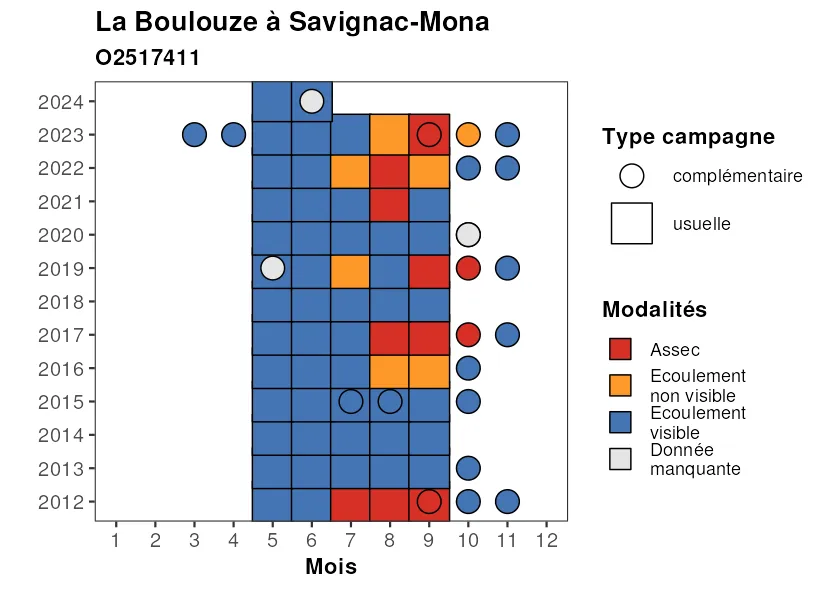 La Boulouze à Savignac-Mona
O2517411
2024
2023
2022
2021
2020
2019
2018
2017
2016
2015
2014
2013
2012
1 2 3 4 5 6 7 8 9 10 11 12
Mois
Type campagne
complémentaire
usuelle
Modalités
Assec
Ecoulement
non visible
Ecoulement
visible
Donnée
manquante